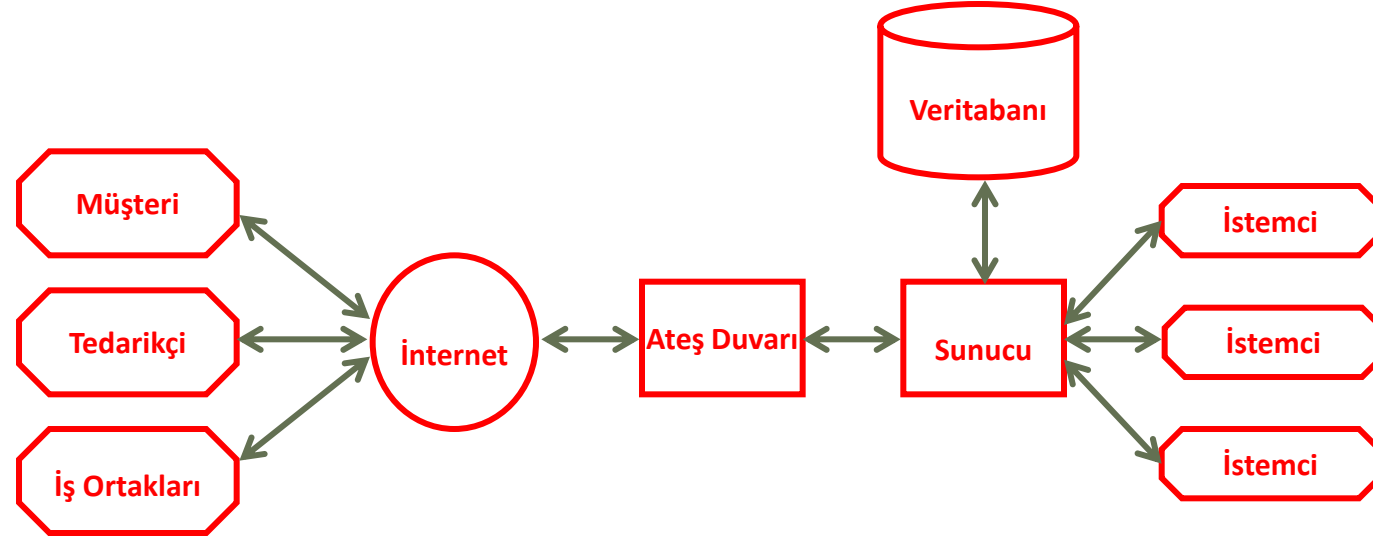 Veritabanı
Müşteri
Tedarikçi
İş Ortakları
İnternet
Ateş Duvarı
Sunucu
İstemci
İstemci
İstemci